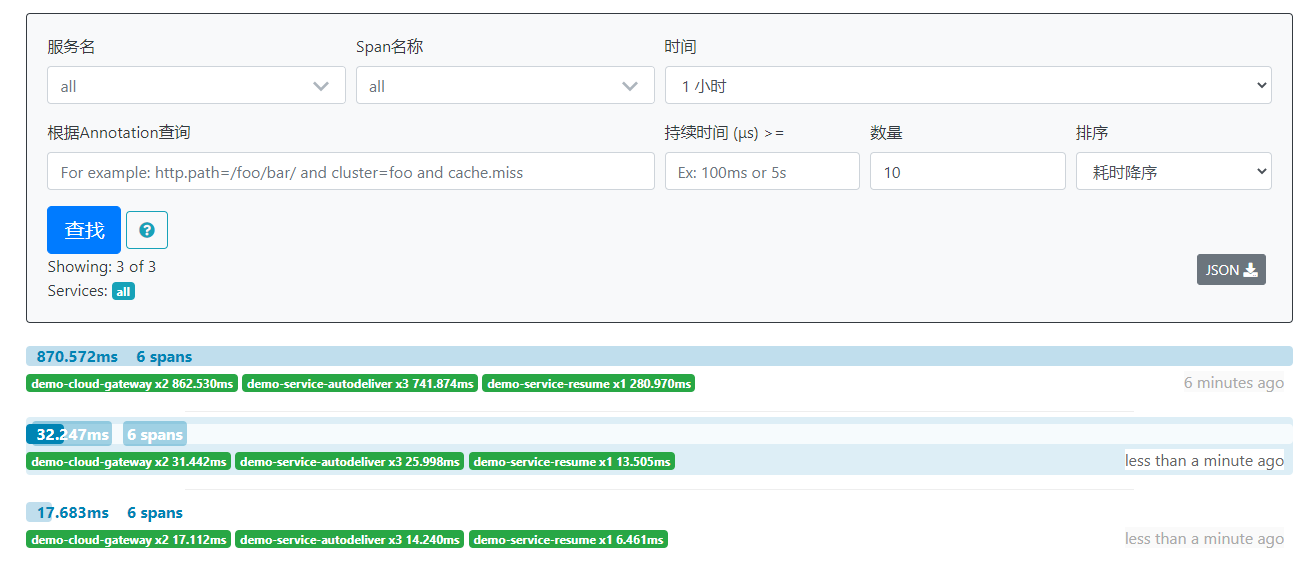 服务名 Span名称 时间
all all 1 小时
根据Annotation查询 持续时间 (μs) >= 数量 排序
For example: http.path=/foo/bar/ and cluster=foo and cache.miss Ex: 100ms or 5s 10 耗时降序
查找 ?
Showing: 3 of 3
Services: all JSON
870.572ms 6 spans
demo-cloud-gateway x2 862.530ms demo-service-autodeliver x3 741.874ms demo-service-resume x1 280.970ms 6 minutes ago
32.247ms 6 spans
demo-cloud-gateway x2 31.442ms demo-service-autodeliver x3 25.998ms demo-service-resume x1 13.505ms less than a minute ago
17.683ms 6 spans
demo-cloud-gateway x2 17.112ms demo-service-autodeliver x3 14.240ms demo-service-resume x1 6.461ms less than a minute ago